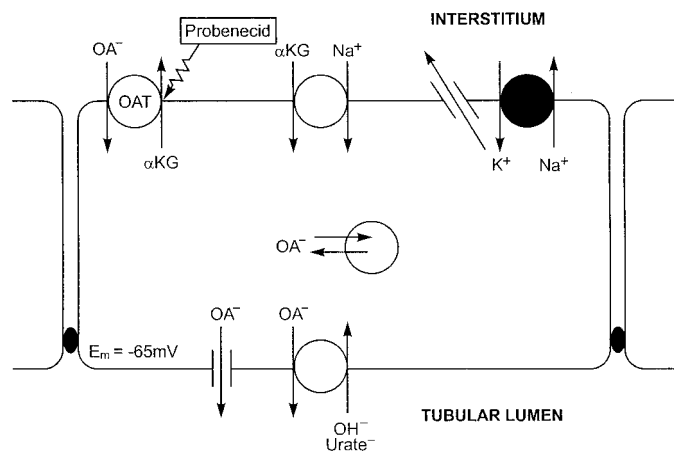 INTERSTITIUM
Probenecid
OA⁻
αKG
Na⁺
OAT
αKG
K⁺
Na⁺
OA⁻
OA⁻
OA⁻
Eₘ = -65mV
OH⁻
Urate⁻
TUBULAR LUMEN